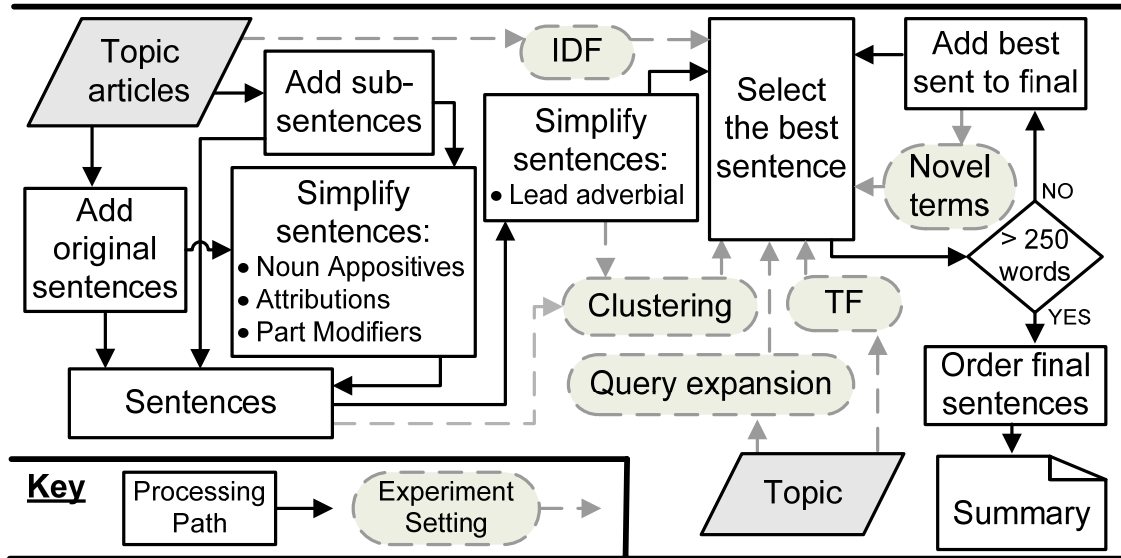 Topic
articles
IDF
Add sub-
sentences
Add
original
sentences
Simplify
sentences:
• Noun Appositives
• Attributions
• Part Modifiers
Sentences
Simplify
sentences:
• Lead adverbial
Clustering
Query expansion
TF
Topic
Select
the best
sentence
Add best
sent to final
Novel
terms
NO
> 250
words
YES
Order final
sentences
Summary
Key
Processing
Path
Experiment
Setting